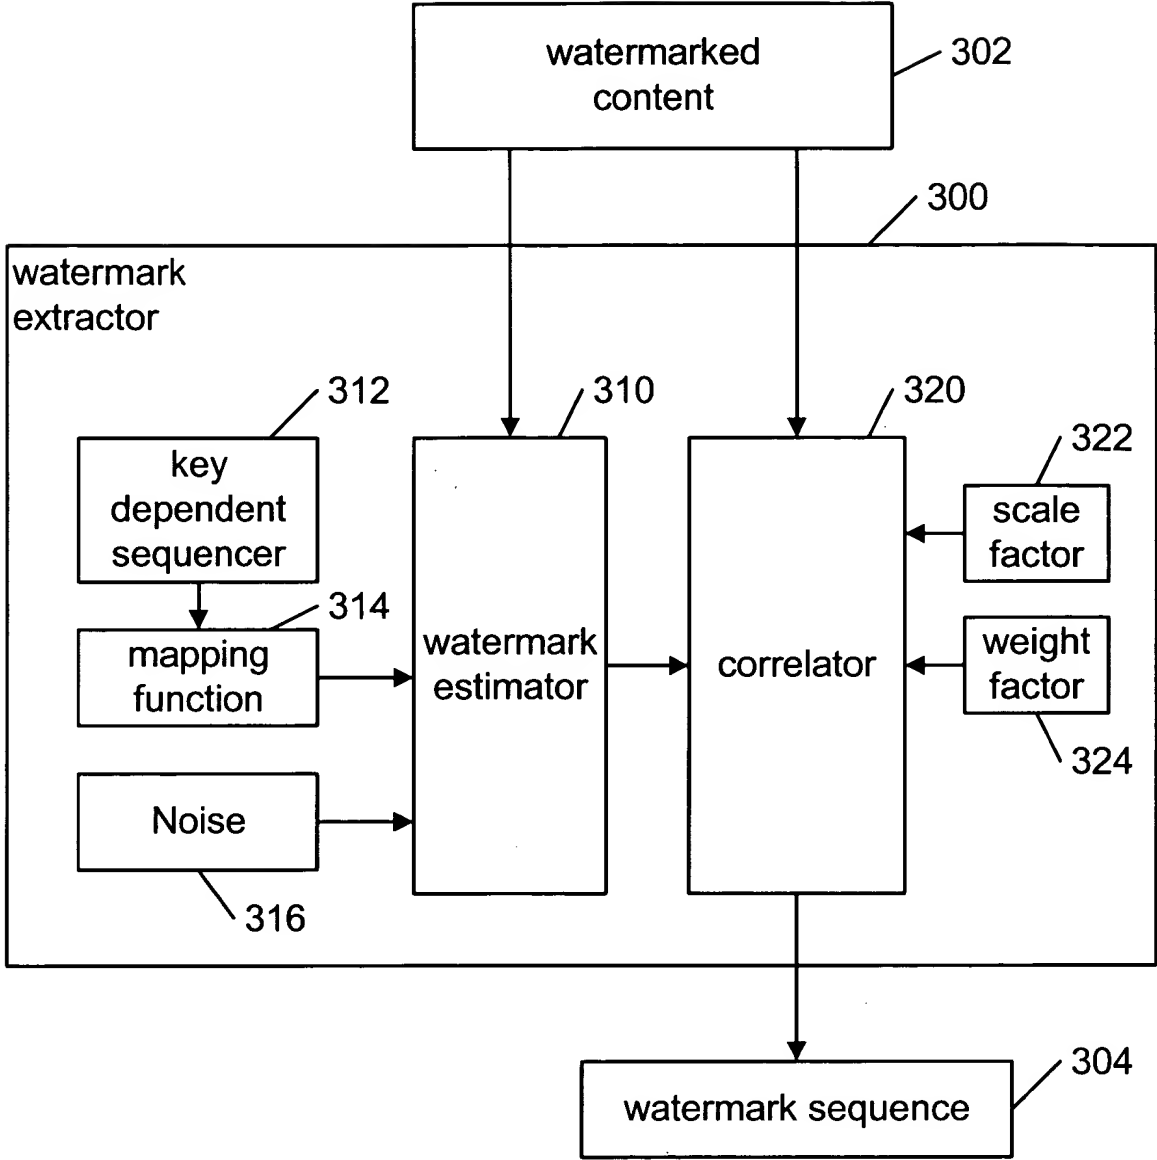 watermarked
content
302
300
watermark
extractor
312
310
320
322
key
dependent
sequencer
scale
factor
314
mapping
function
watermark
estimator
correlator
weight
factor
324
Noise
316
304
watermark sequence